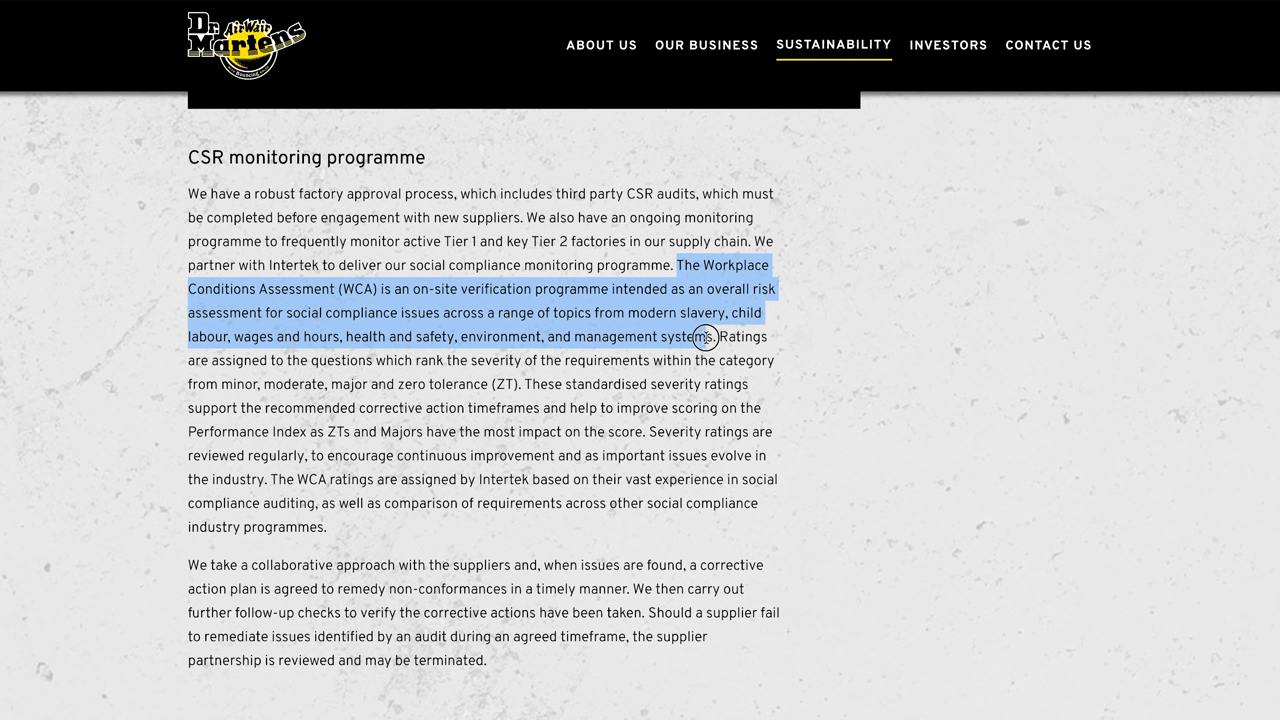 Dr. Martens
AirWair
Bouncing
ABOUT US OUR BUSINESS SUSTAINABILITY INVESTORS CONTACT US
CSR monitoring programme
We have a robust factory approval process, which includes third party CSR audits, which must
be completed before engagement with new suppliers. We also have an ongoing monitoring
programme to frequently monitor active Tier 1 and key Tier 2 factories in our supply chain. We
partner with Intertek to deliver our social compliance monitoring programme. The Workplace
Conditions Assessment (WCA) is an on-site verification programme intended as an overall risk
assessment for social compliance issues across a range of topics from modern slavery, child
labour, wages and hours, health and safety, environment, and management systems. Ratings
are assigned to the questions which rank the severity of the requirements within the category
from minor, moderate, major and zero tolerance (ZT). These standardised severity ratings
support the recommended corrective action timeframes and help to improve scoring on the
Performance Index as ZTs and Majors have the most impact on the score. Severity ratings are
reviewed regularly, to encourage continuous improvement and as important issues evolve in
the industry. The WCA ratings are assigned by Intertek based on their vast experience in social
compliance auditing, as well as comparison of requirements across other social compliance
industry programmes.
We take a collaborative approach with the suppliers and, when issues are found, a corrective
action plan is agreed to remedy non-conformances in a timely manner. We then carry out
further follow-up checks to verify the corrective actions have been taken. Should a supplier fail
to remediate issues identified by an audit during an agreed timeframe, the supplier
partnership is reviewed and may be terminated.